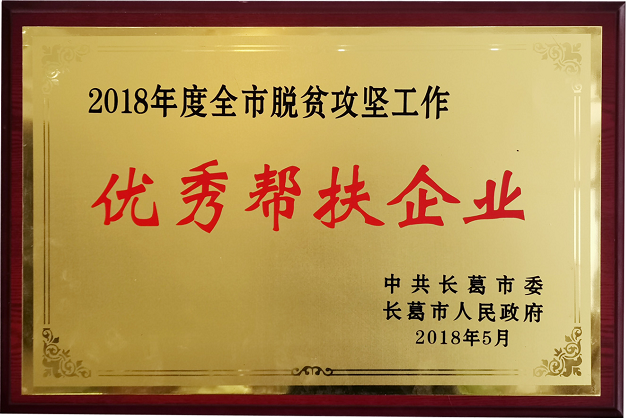 2018年度全市脱贫攻坚工作
优秀帮扶企业
中共长葛市委
长葛市人民政府
2018年5月